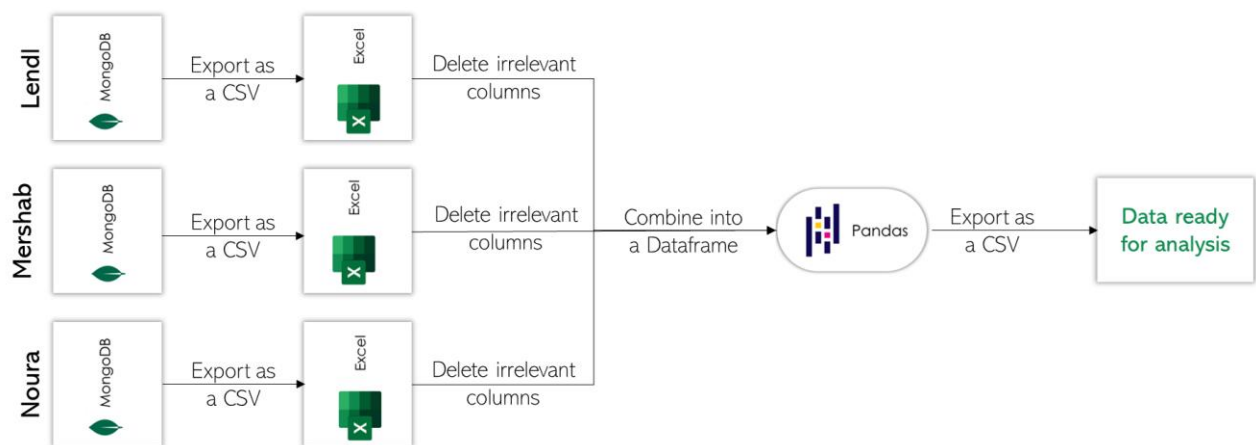 Lendl
MongoDB
Export as
a CSV
Excel
Delete irrelevant
columns
Mershab
MongoDB
Export as
a CSV
Excel
Delete irrelevant
columns
Combine into
a Dataframe
Pandas
Export as
a CSV
Data ready
for analysis
Noura
MongoDB
Export as
a CSV
Excel
Delete irrelevant
columns